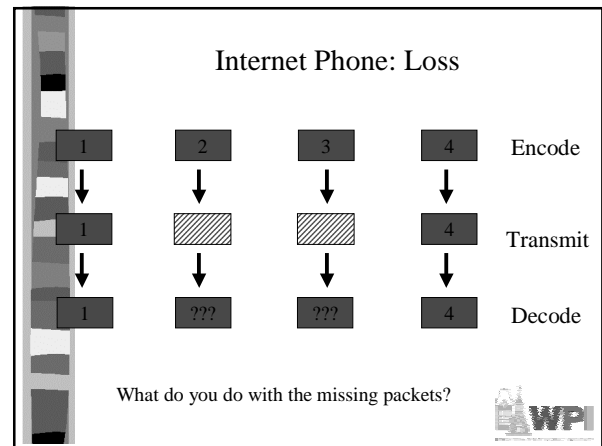 Internet Phone: Loss
1 2 3 4 Encode
1 4 Transmit
1 ??? ??? 4 Decode
What do you do with the missing packets?
WPI